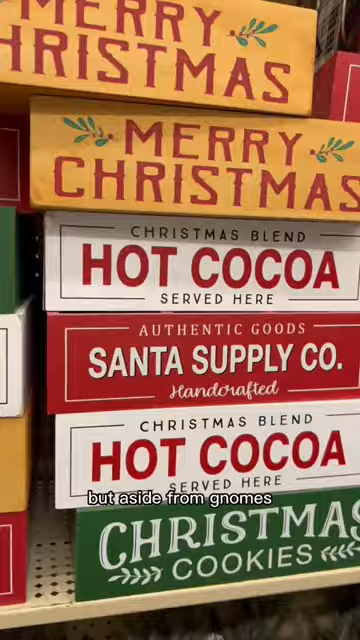 MERRY
CHRISTMAS
MERRY
CHRISTMAS
CHRISTMAS BLEND
HOT COCOA
SERVED HERE
AUTHENTIC GOODS
SANTA SUPPLY CO.
Handcrafted
CHRISTMAS BLEND
HOT COCOA
SERVED HERE
but aside from gnomes
CHRISTMAS
COOKIES